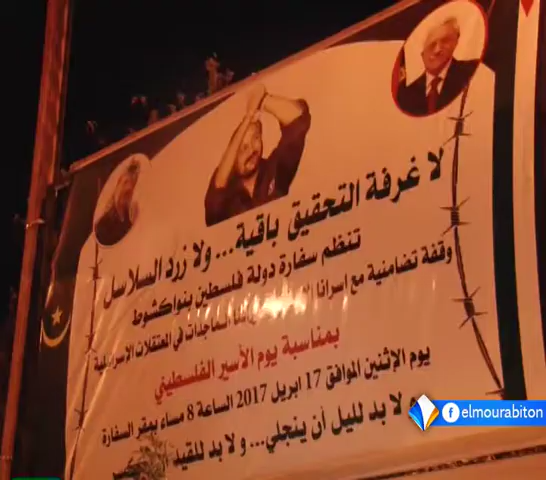 لا غرفة التحقيق باقية... ولا زرد السلاسل
تنظم سفارة دولة فلسطين بنواكشوط
وقفة تضامنية مع اسرانا الماجدات في المعتقلات الإسرائيلية
بمناسبة يوم الأسير الفلسطيني
يوم الإثنين الموافق 17 ابريل 2017 الساعة 8 مساء بمقر السفارة
ولا بد لليل أن ينجلي... ولا بد للقيد
elmourabiton